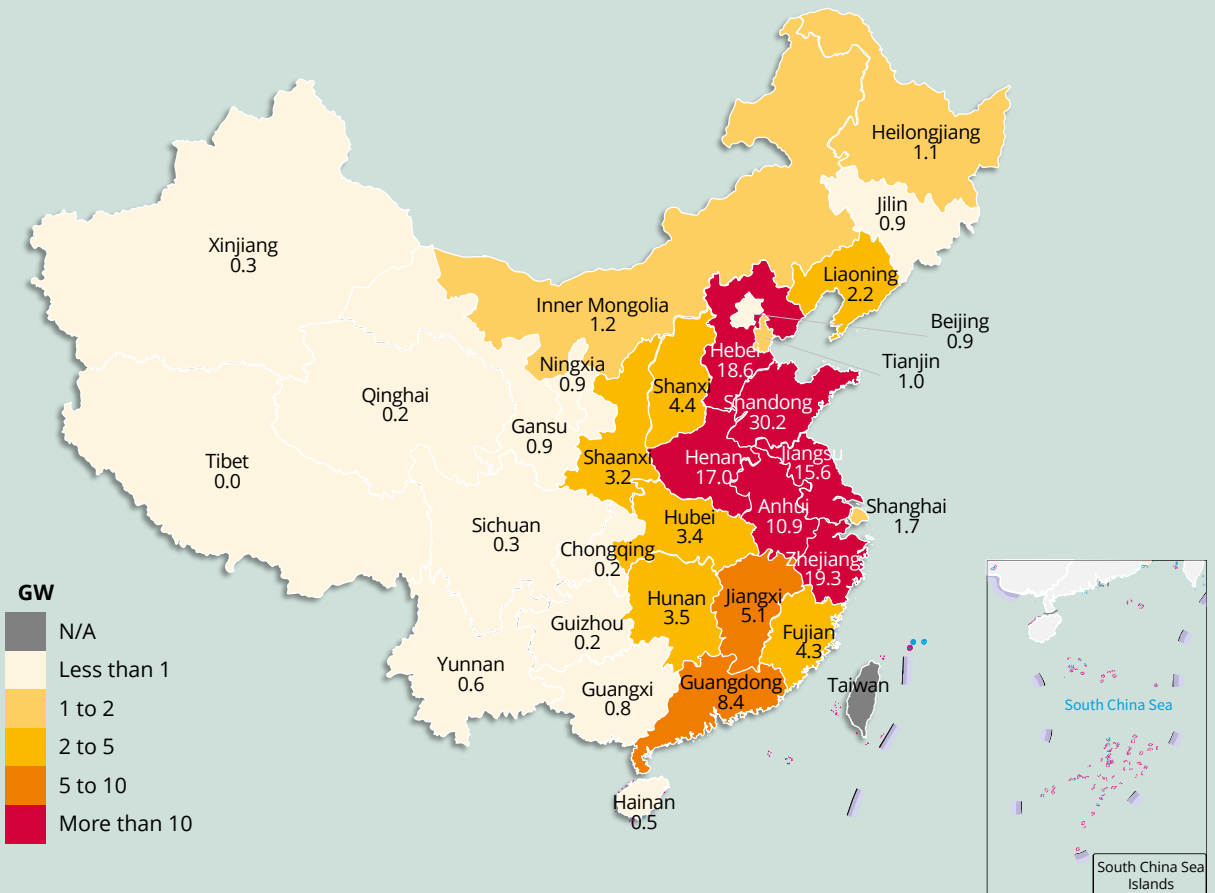 Heilongjiang
1.1
Jilin
0.9
Xinjiang
0.3
Liaoning
2.2
Inner Mongolia
1.2
Beijing
0.9
Hebei
18.6
Tianjin
1.0
Ningxia
0.9
Shanxi
4.4
Qinghai
0.2
Shandong
30.2
Gansu
0.9
Shaanxi
3.2
Henan
17.0
Jiangsu
15.6
Tibet
0.0
Anhui
10.9
Shanghai
1.7
Hubei
3.4
Sichuan
0.3
Chongqing
0.2
Zhejiang
19.3
Hunan
3.5
Jiangxi
5.1
Guizhou
0.2
Fujian
4.3
Yunnan
0.6
Guangxi
0.8
Guangdong
8.4
Taiwan
Hainan
0.5
GW
N/A
Less than 1
1 to 2
2 to 5
5 to 10
More than 10
South China Sea
South China Sea
Islands